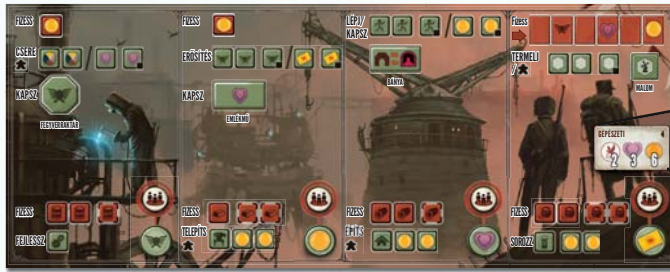 FIZESS
CSERE
/
KAPSZ
FEGYVERRAKTÁR
FIZESS
FEJLESSZ
FIZESS
ERŐSÍTÉS
/
KAPSZ
EMLÉKMŰ
FIZESS
TELEPÍTS
LÉPJ/
KAPSZ
/
BÁNYA
FIZESS
ÉPÍTS
FIZESS
TERMELJ
/
MALOM
GÉPÉSZETI 4
2 3 6
FIZESS
SOROZZ